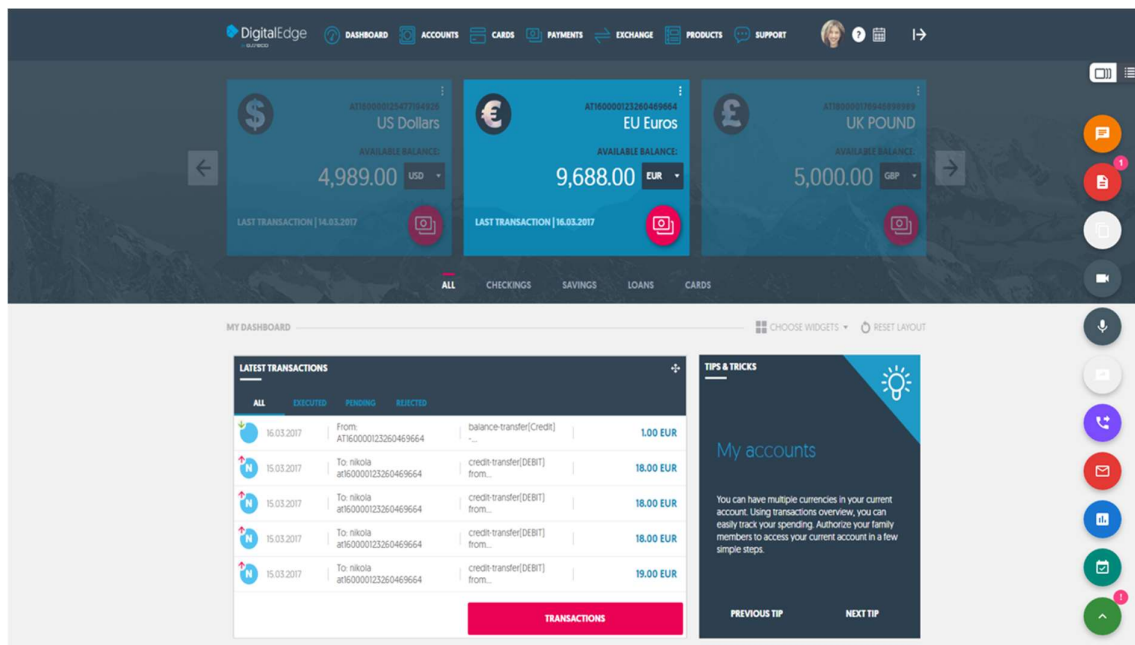 DigitalEdge
DASHBOARD ACCOUNTS CARDS PAYMENTS EXCHANGE PRODUCTS SUPPORT
US Dollars
AVAILABLE BALANCE:
4,989.00 USD
LAST TRANSACTION | 14.03.2017
AT160000123260469664
EU Euros
AVAILABLE BALANCE:
9,688.00 EUR
LAST TRANSACTION | 16.03.2017
UK POUND
AVAILABLE BALANCE:
5,000.00 GBP
ALL CHECKINGS SAVINGS LOANS CARDS
MY DASHBOARD
CHOOSE WIDGETS RESET LAYOUT
LATEST TRANSACTIONS
ALL EXECUTED PENDING REJECTED
16.03.2017 From: AT160000123260469664 balance-transfer[Credit] -... 1.00 EUR
N 15.03.2017 To: nikola at160000123260469664 credit-transfer[DEBIT] from... 18.00 EUR
N 15.03.2017 To: nikola at160000123260469664 credit-transfer[DEBIT] from... 18.00 EUR
N 15.03.2017 To: nikola at160000123260469664 credit-transfer[DEBIT] from... 18.00 EUR
N 15.03.2017 To: nikola at160000123260469664 credit-transfer[DEBIT] from... 19.00 EUR
TRANSACTIONS
TIPS & TRICKS
My accounts
You can have multiple currencies in your current
account. Using transactions overview, you can
easily track your spending. Authorize your family
members to access your current account in a few
simple steps.
PREVIOUS TIP NEXT TIP
1
!